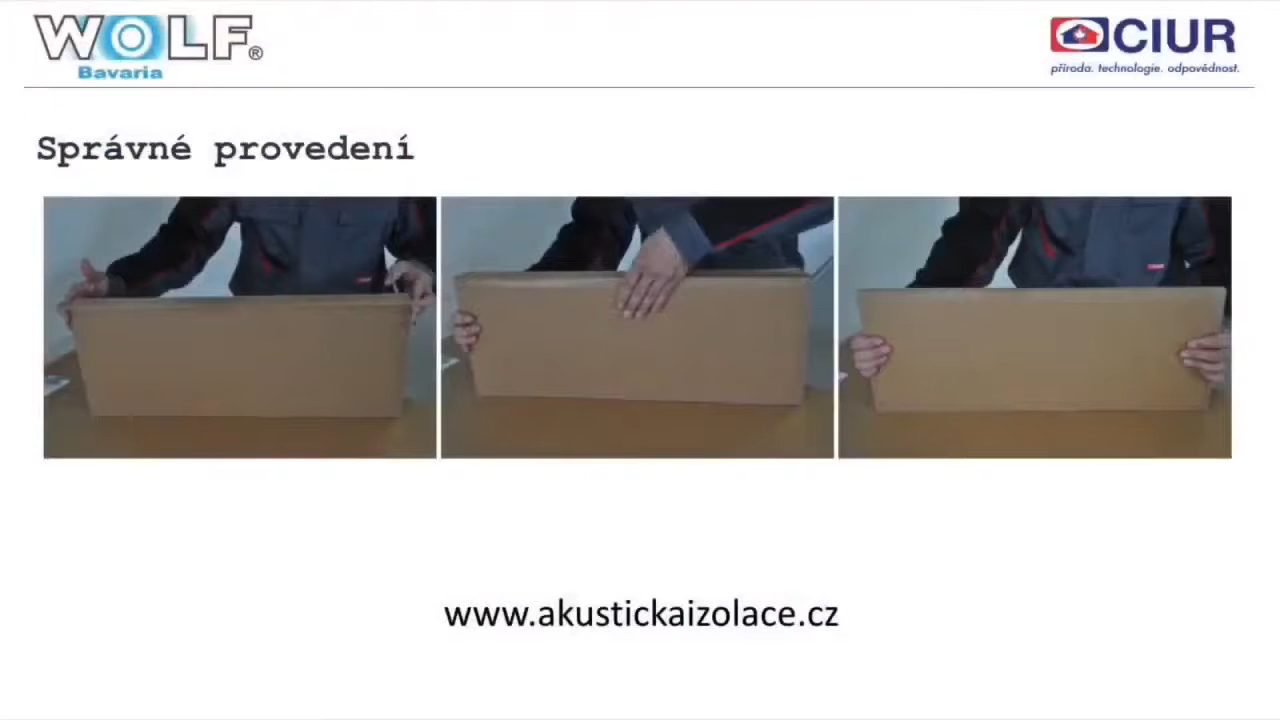 WOLF®
Bavaria
CIUR
příroda. technologie. odpovědnost.
Správné provedení
www.akustickaizolace.cz